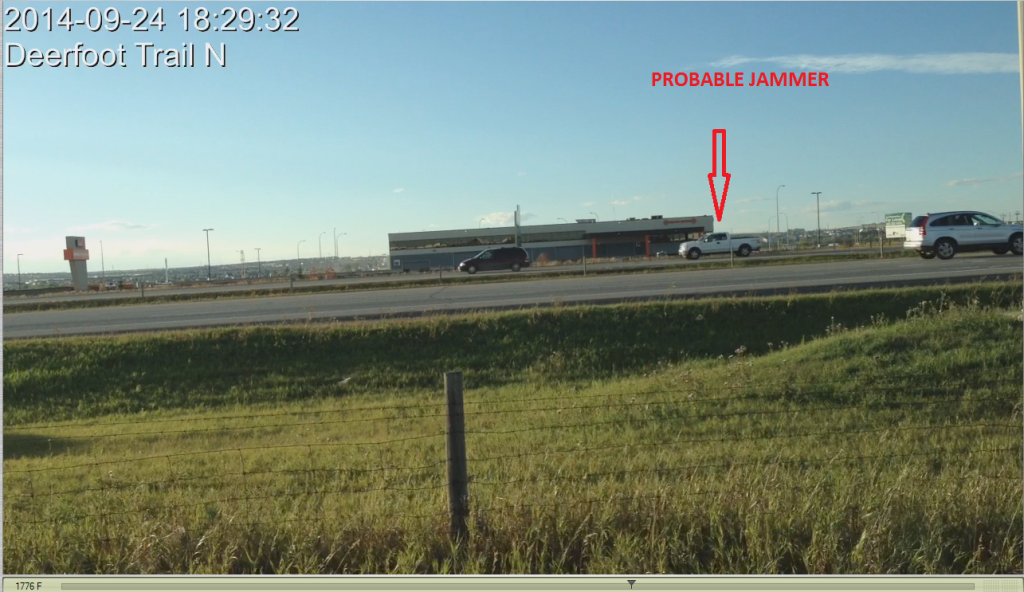 2014-09-24 18:29:32
Deerfoot Trail N
PROBABLE JAMMER
1776 F